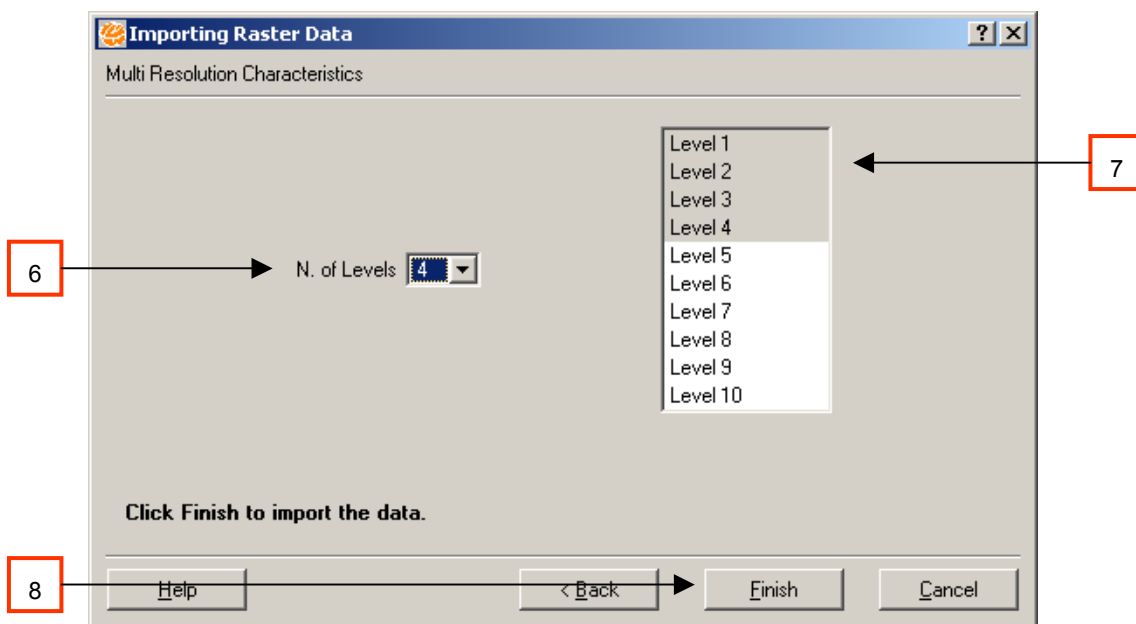 Importing Raster Data
Multi Resolution Characteristics
Level 1
Level 2
7
Level 3
Level 4
6
N. of Levels 4
Level 5
Level 6
Level 7
Level 8
Level 9
Level 10
Click Finish to import the data.
8
Help
< Back
Finish
Cancel